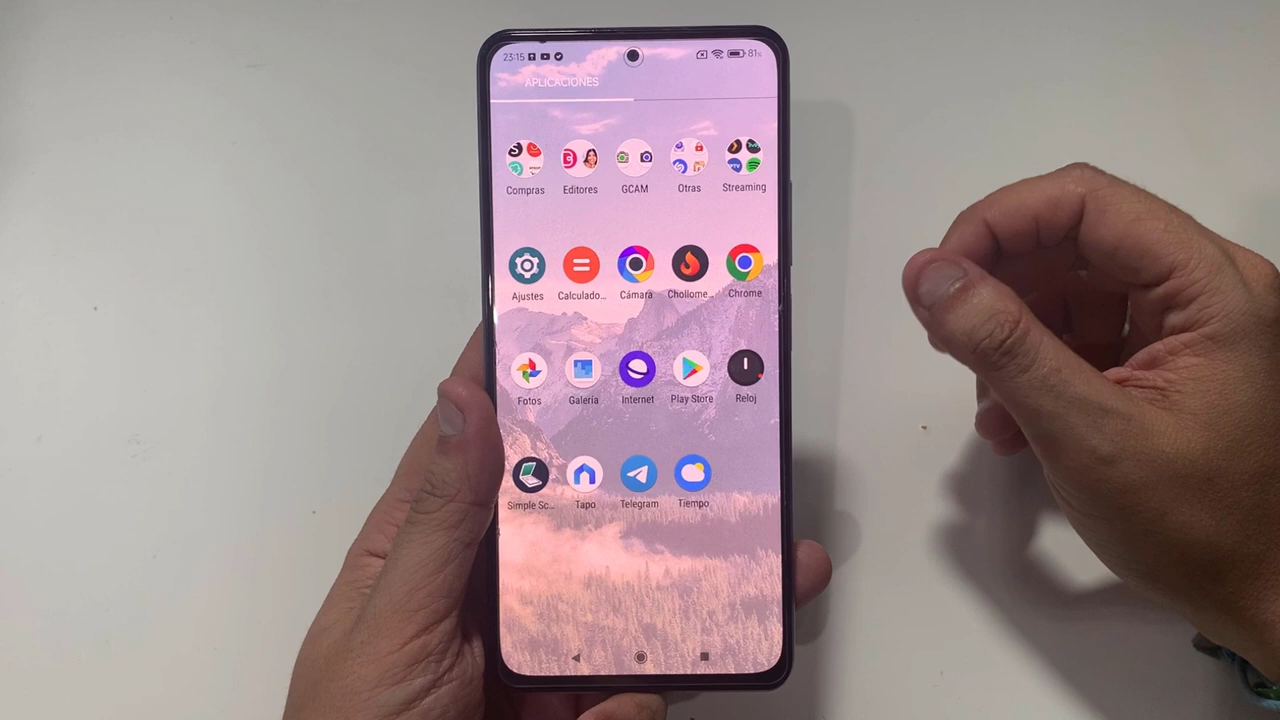 23:15 81%
APLICACIONES
Compras Editores GCAM Otras Streaming
Ajustes Calculado... Cámara Chollome... Chrome
Fotos Galería Internet Play Store Reloj
Simple Sc... Tapo Telegram Tiempo